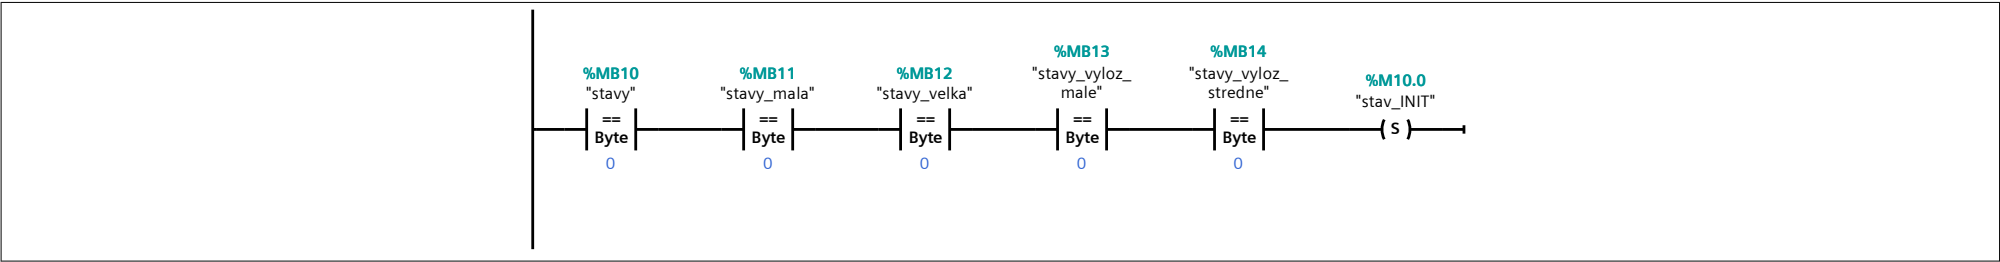 %MB10
"stavy"
==
Byte
0
%MB11
"stavy_mala"
==
Byte
0
%MB12
"stavy_velka"
==
Byte
0
%MB13
"stavy_vyloz_
male"
==
Byte
0
%MB14
"stavy_vyloz_
stredne"
==
Byte
0
%M10.0
"stav_INIT"
S